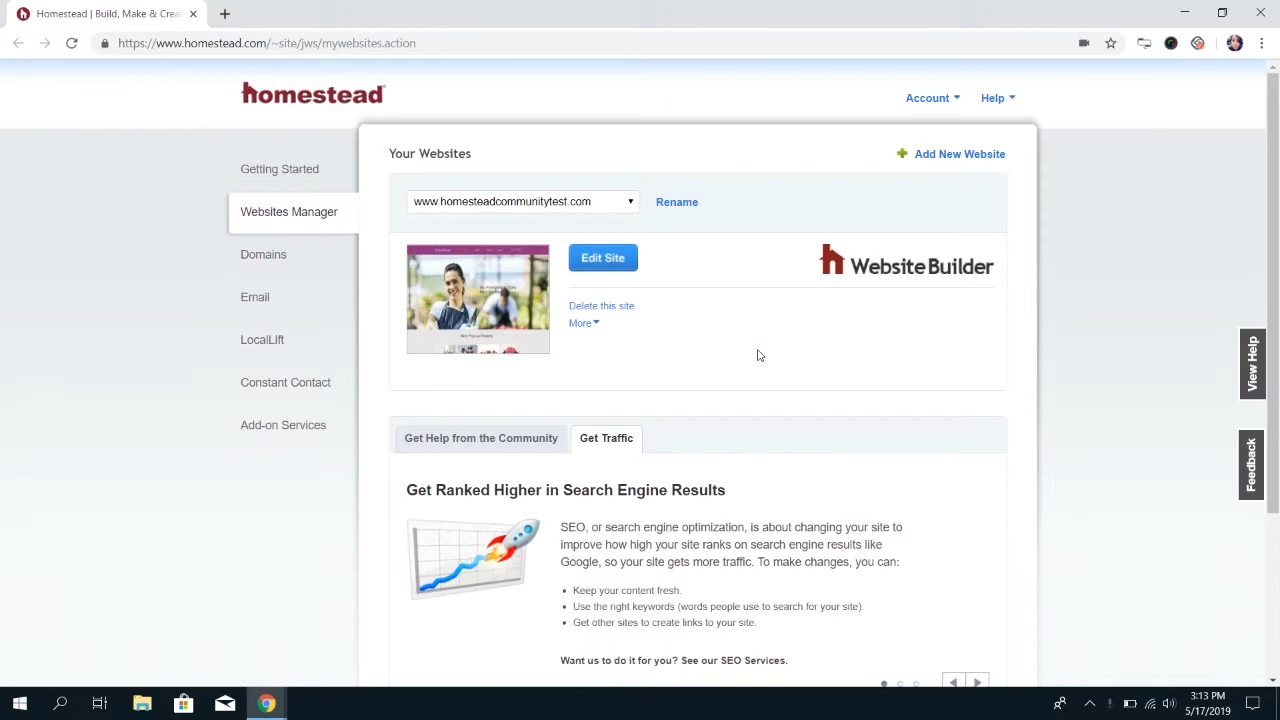 Homestead | Build, Make & Crea
https://www.homestead.com/~site/jws/mywebsites.action
homestead
Account
Help
Getting Started
Websites Manager
Domains
Email
LocalLift
Constant Contact
Add-on Services
Your Websites
Add New Website
www.homesteadcommunitytest.com
Rename
Edit Site
WebsiteBuilder
Delete this site
More
View Help
Feedback
Get Help from the Community
Get Traffic
Get Ranked Higher in Search Engine Results
SEO, or search engine optimization, is about changing your site to
improve how high your site ranks on search engine results like
Google, so your site gets more traffic. To make changes, you can:
Keep your content fresh.
Use the right keywords (words people use to search for your site).
Get other sites to create links to your site.
Want us to do it for you? See our SEO Services.
3:13 PM
5/17/2019